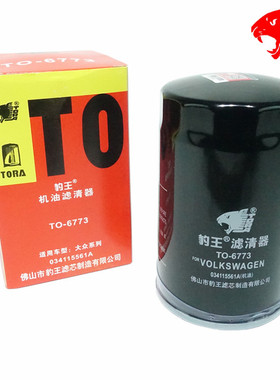 TO
TORA
豹王®
机油滤清器
TO-6773
适用车型：大众系列
034115561A
佛山市豹王滤芯制造有限公司
豹王®滤清器
TO-6773
FOR VOLKSWAGEN
034115561A(机油)
佛山市豹王滤芯制造有限公司